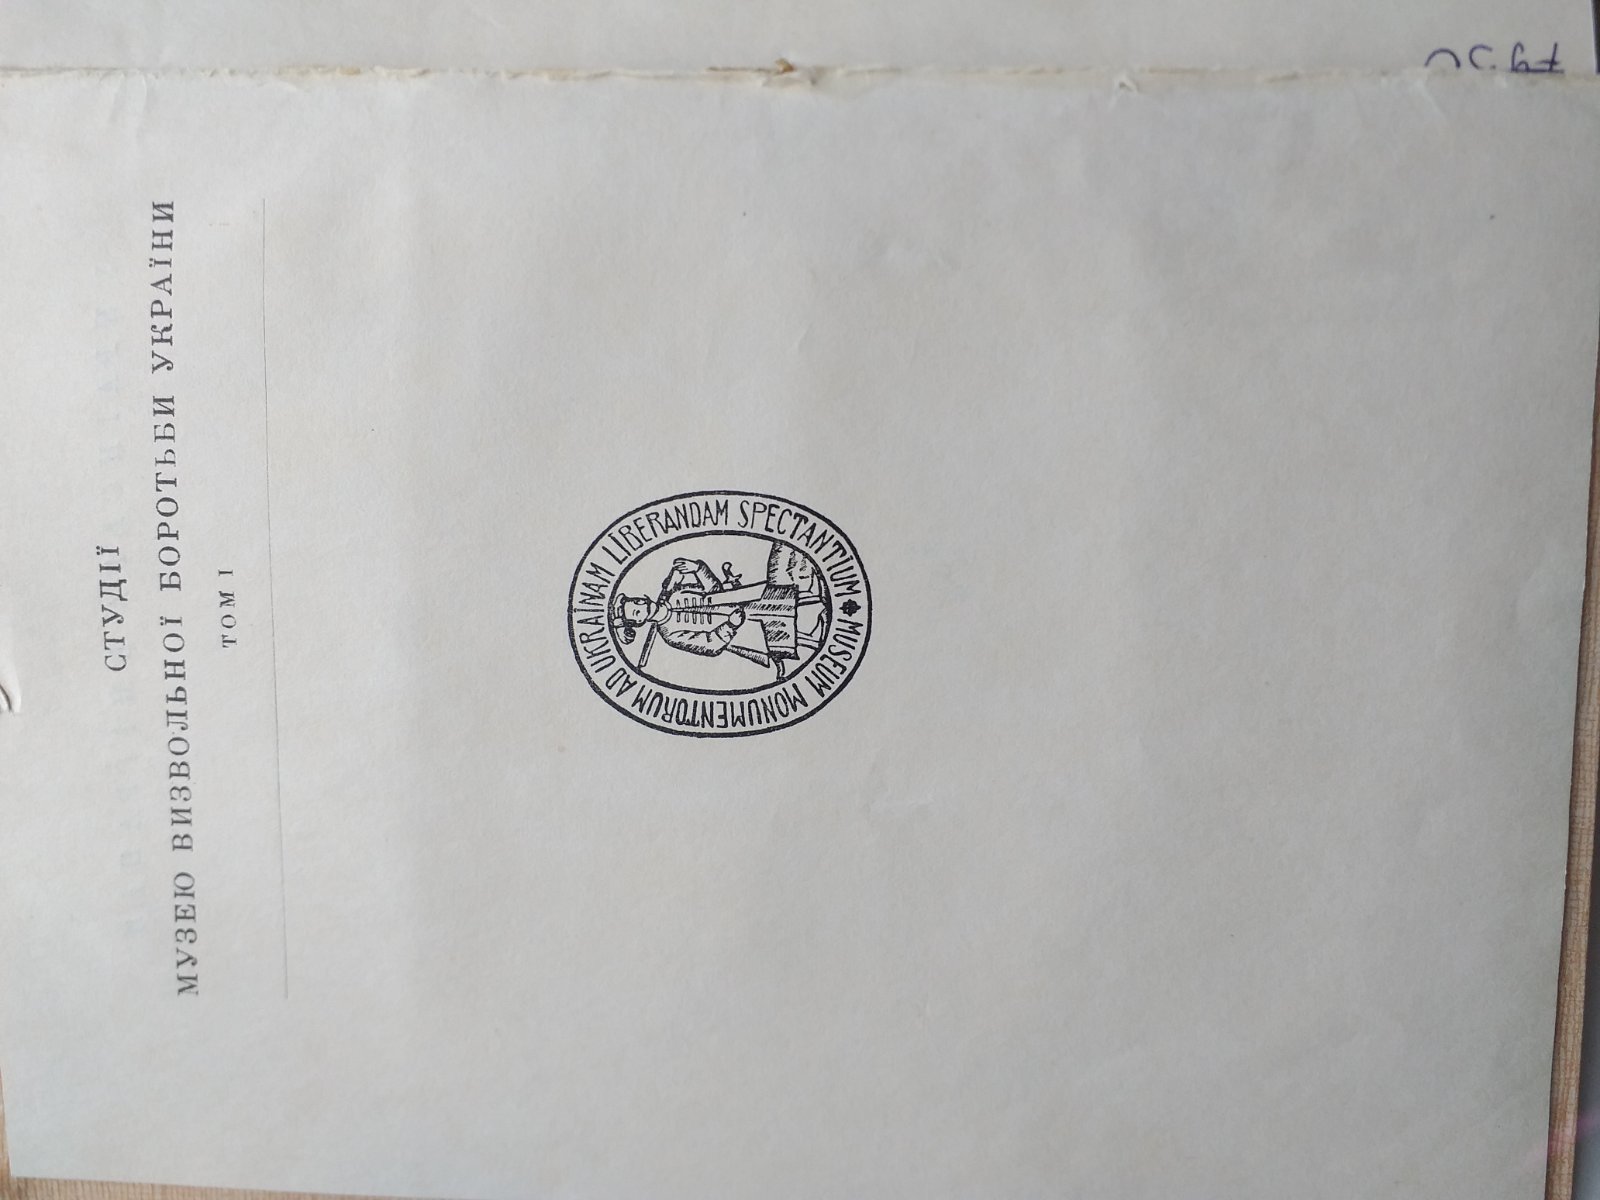 СТУДІЇ
МУЗЕЮ ВИЗВОЛЬНОЇ БОРОТЬБИ УКРАЇНИ
ТОМ I
MUSEUM MONUMENTORUM AD UKRAINAM LIBERANDAM SPECTANTIUM